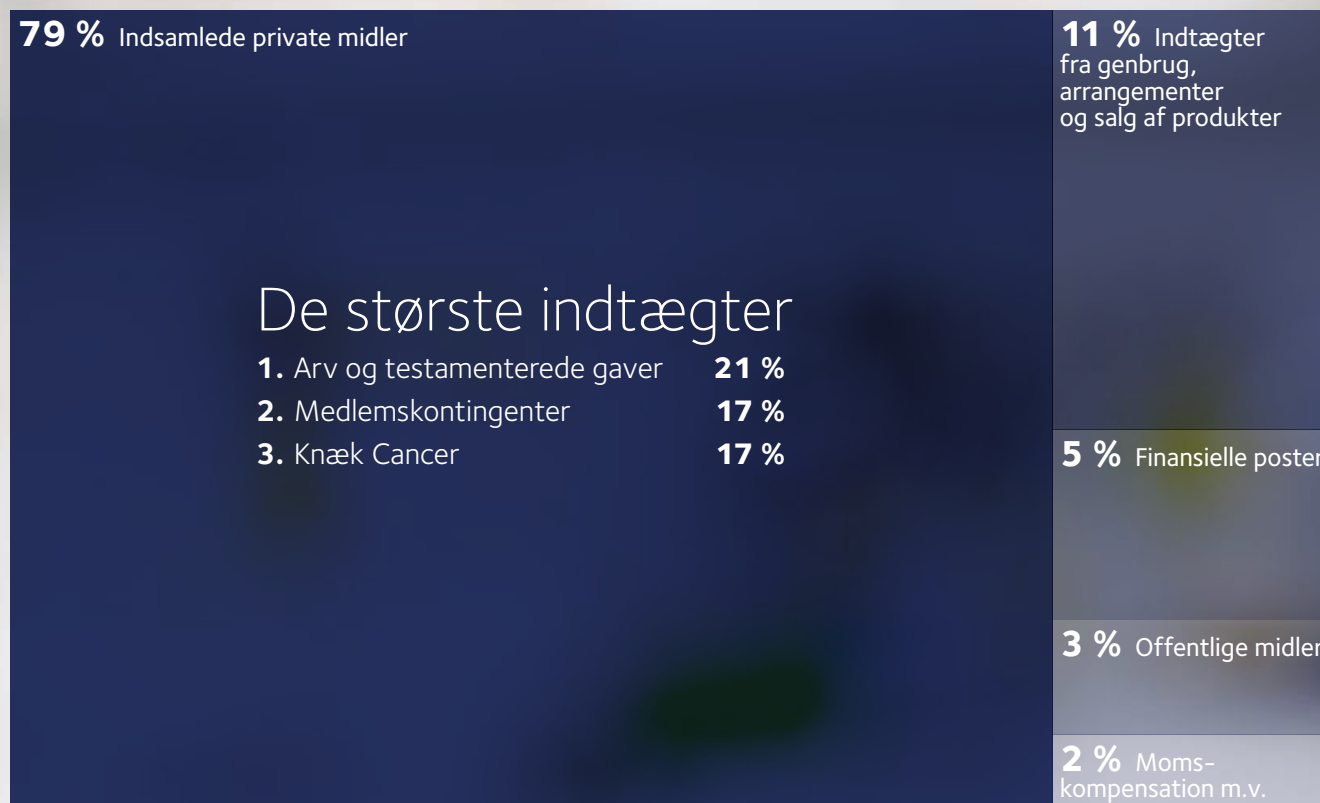 79 % Indsamlede private midler
De største indtægter
1. Arv og testamenterede gaver 21 %
2. Medlemskontingenter 17 %
3. Knæk Cancer 17 %
11 % Indtægter
fra genbrug,
arrangementer
og salg af produkter
5 % Finansielle poster
3 % Offentlige midler
2 % Moms-
kompensation m.v.